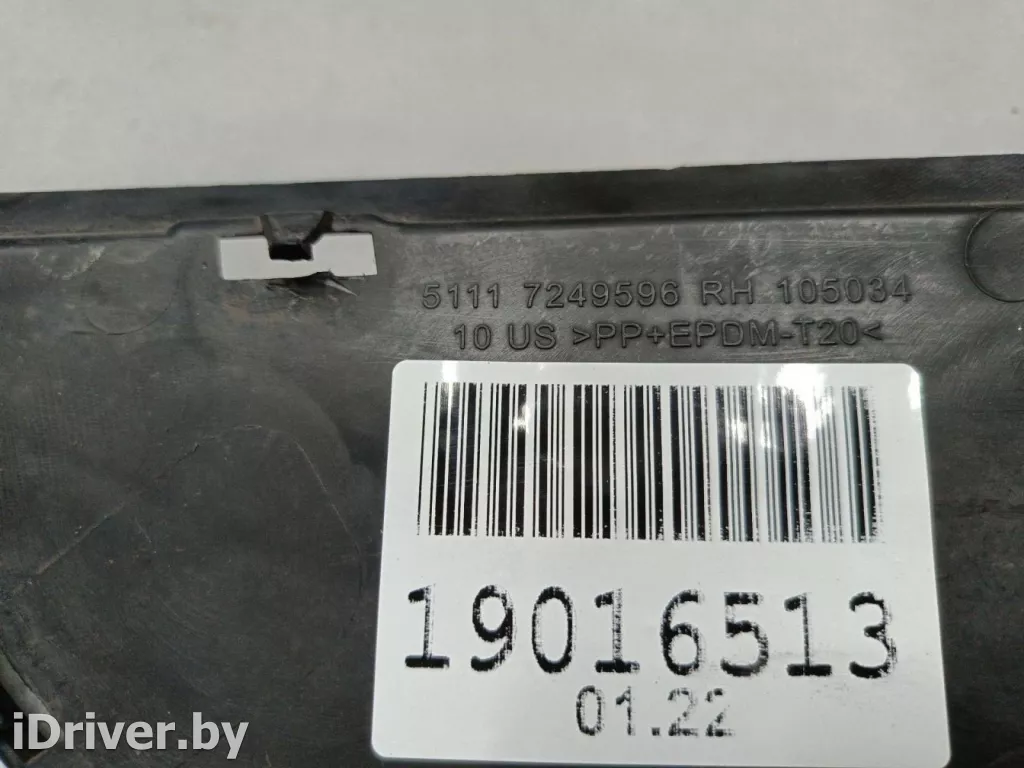 5111 7249596 RH 105034
10 US >PP+EPDM-T20<
19016513
01.22
iDriver.by